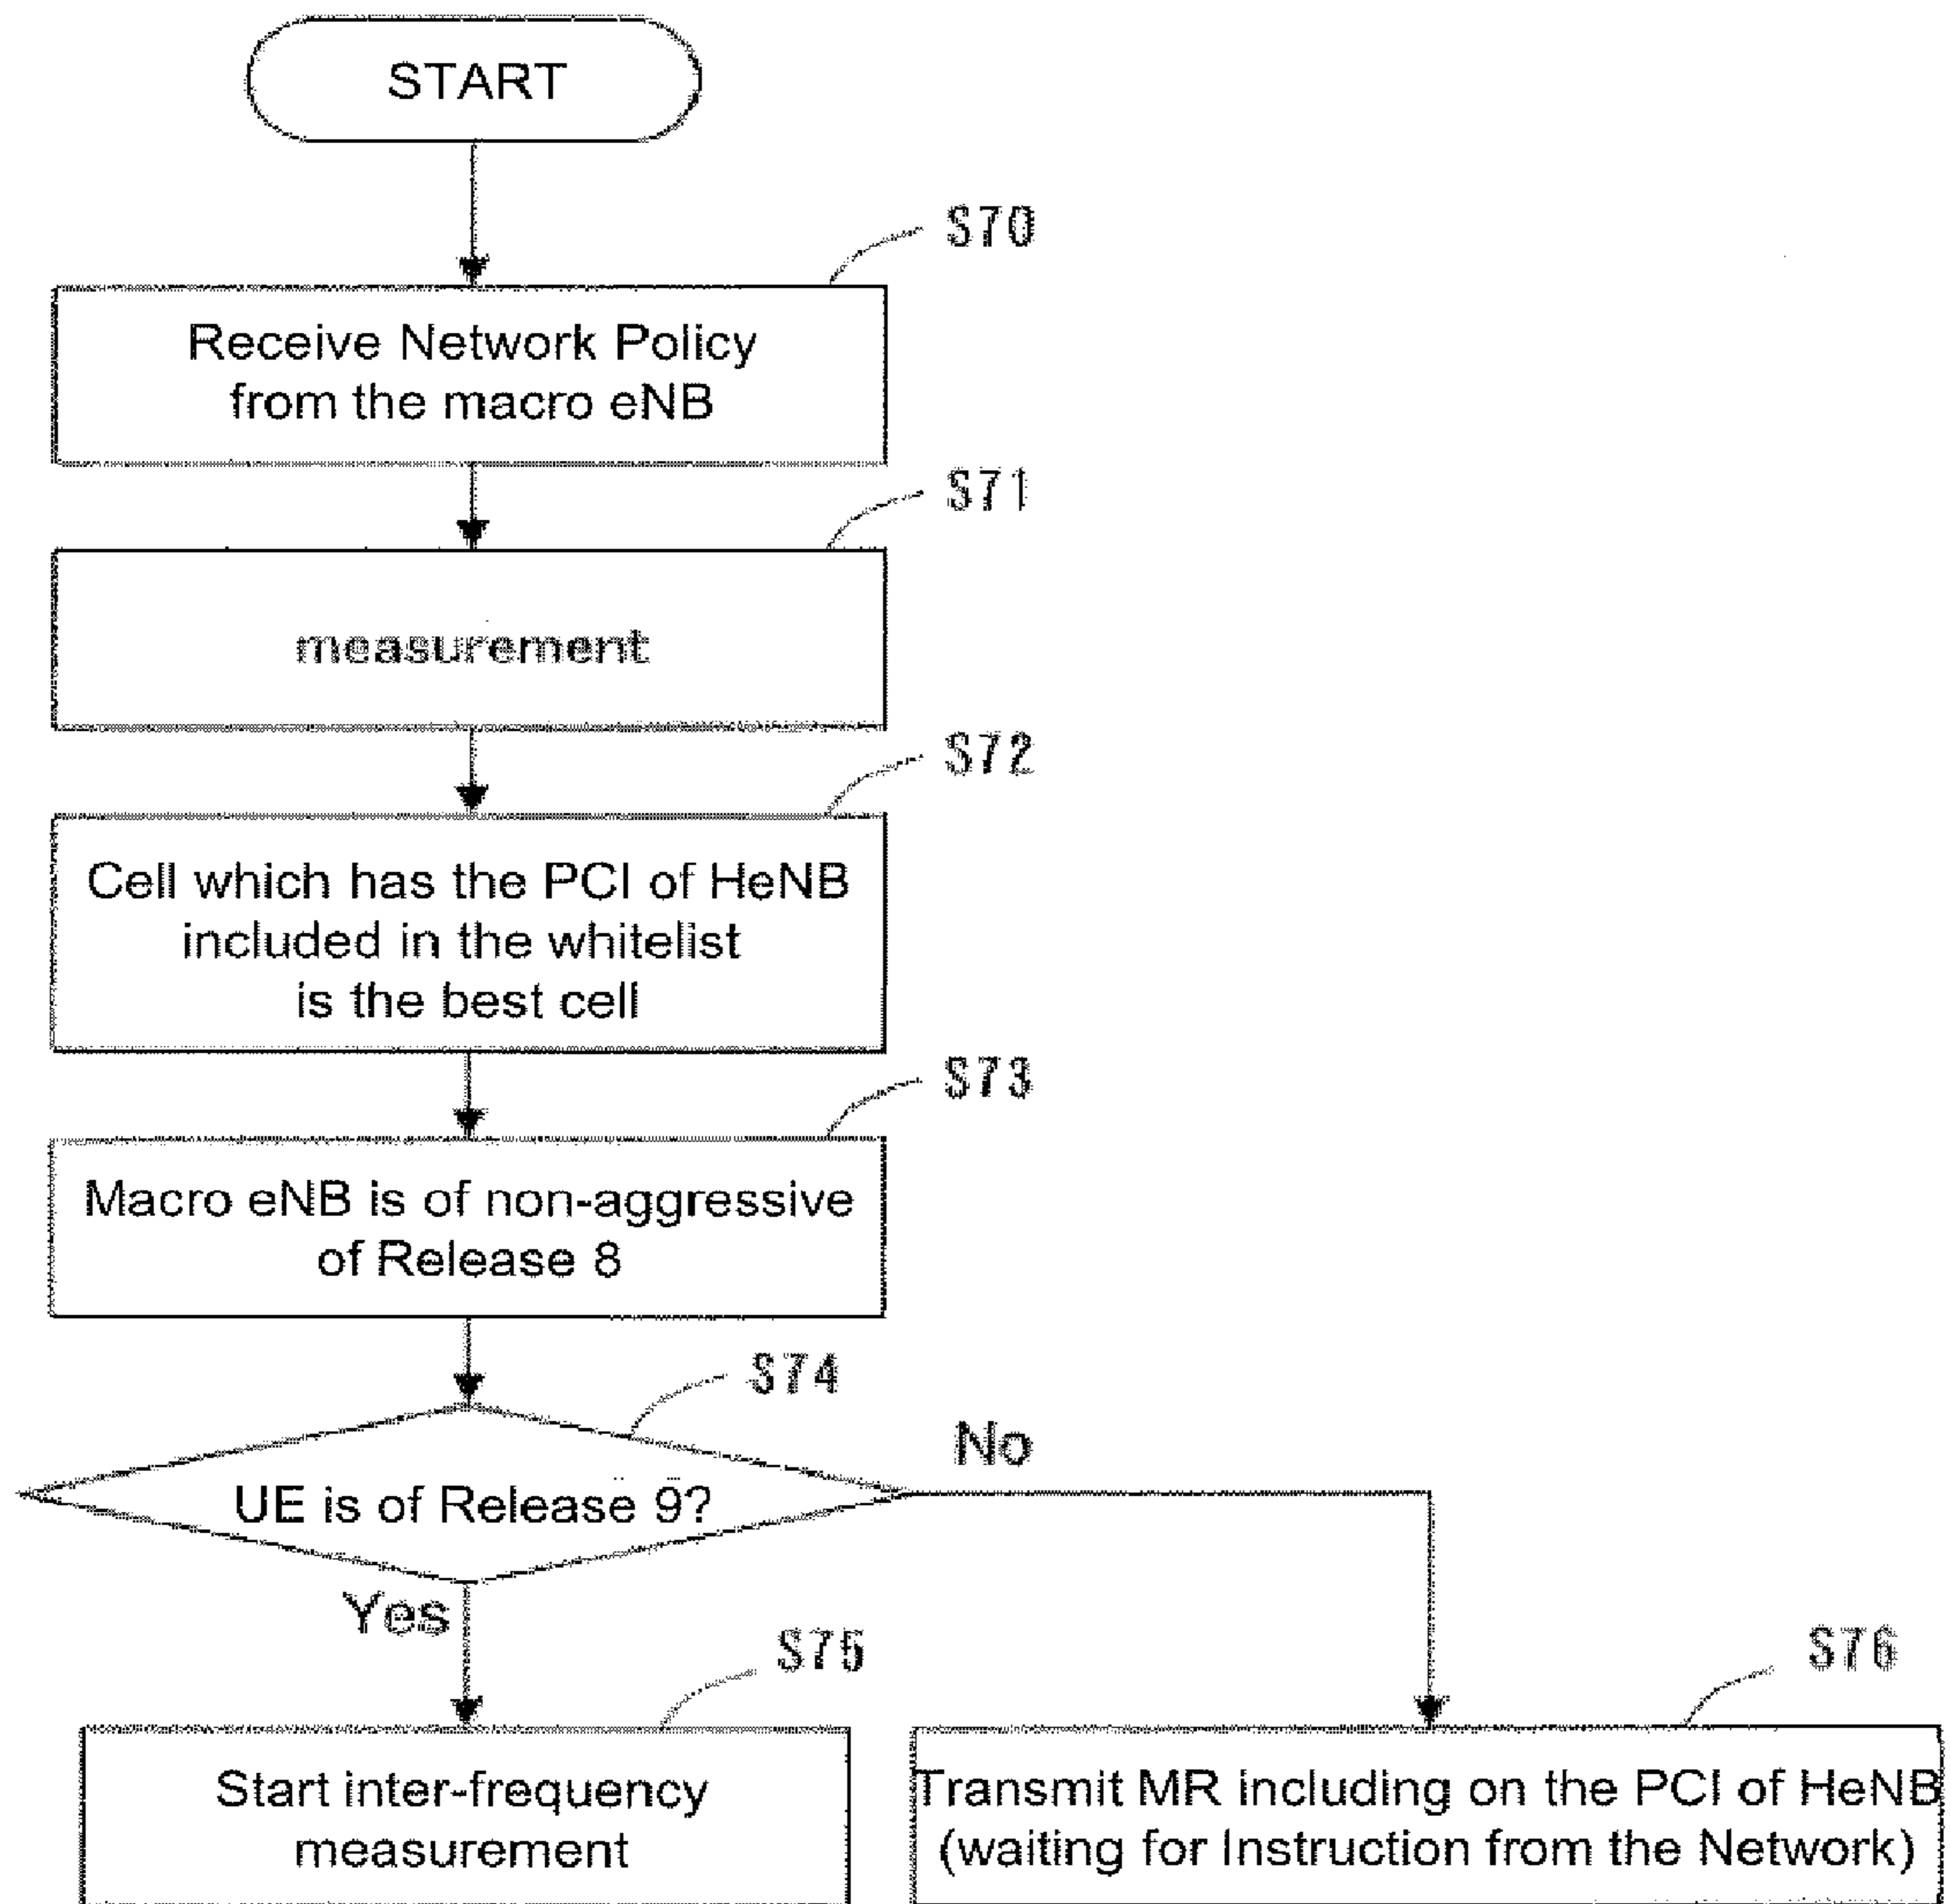 START
S70
Receive Network Policy
from the macro eNB
S71
measurement
S72
Cell which has the PCI of HeNB
included in the whitelist
is the best cell
S73
Macro eNB is of non-aggressive
of Release 8
S74
No
UE is of Release 9?
Yes
S75
S76
Start inter-frequency
measurement
Transmit MR including on the PCI of HeNB
(waiting for Instruction from the Network)